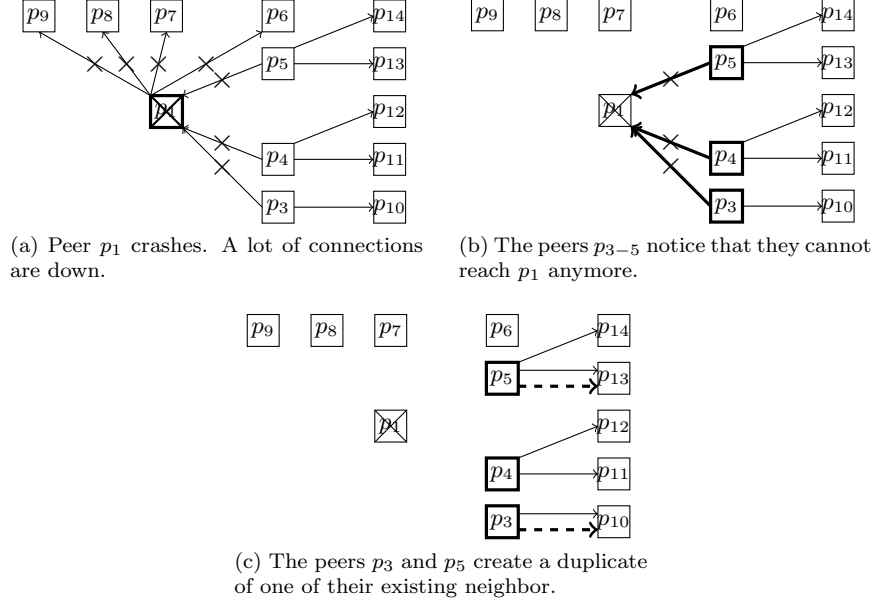 p9 p8 p7 p6 p14
p5 p13
p1 p12
p4 p11
p3 p10
(a) Peer p1 crashes. A lot of connections
are down.
p9 p8 p7 p6 p14
p5 p13
p1 p12
p4 p11
p3 p10
(b) The peers p3−5 notice that they cannot
reach p1 anymore.
p9 p8 p7 p6 p14
p5 p13
p1 p12
p4 p11
p3 p10
(c) The peers p3 and p5 create a duplicate
of one of their existing neighbor.